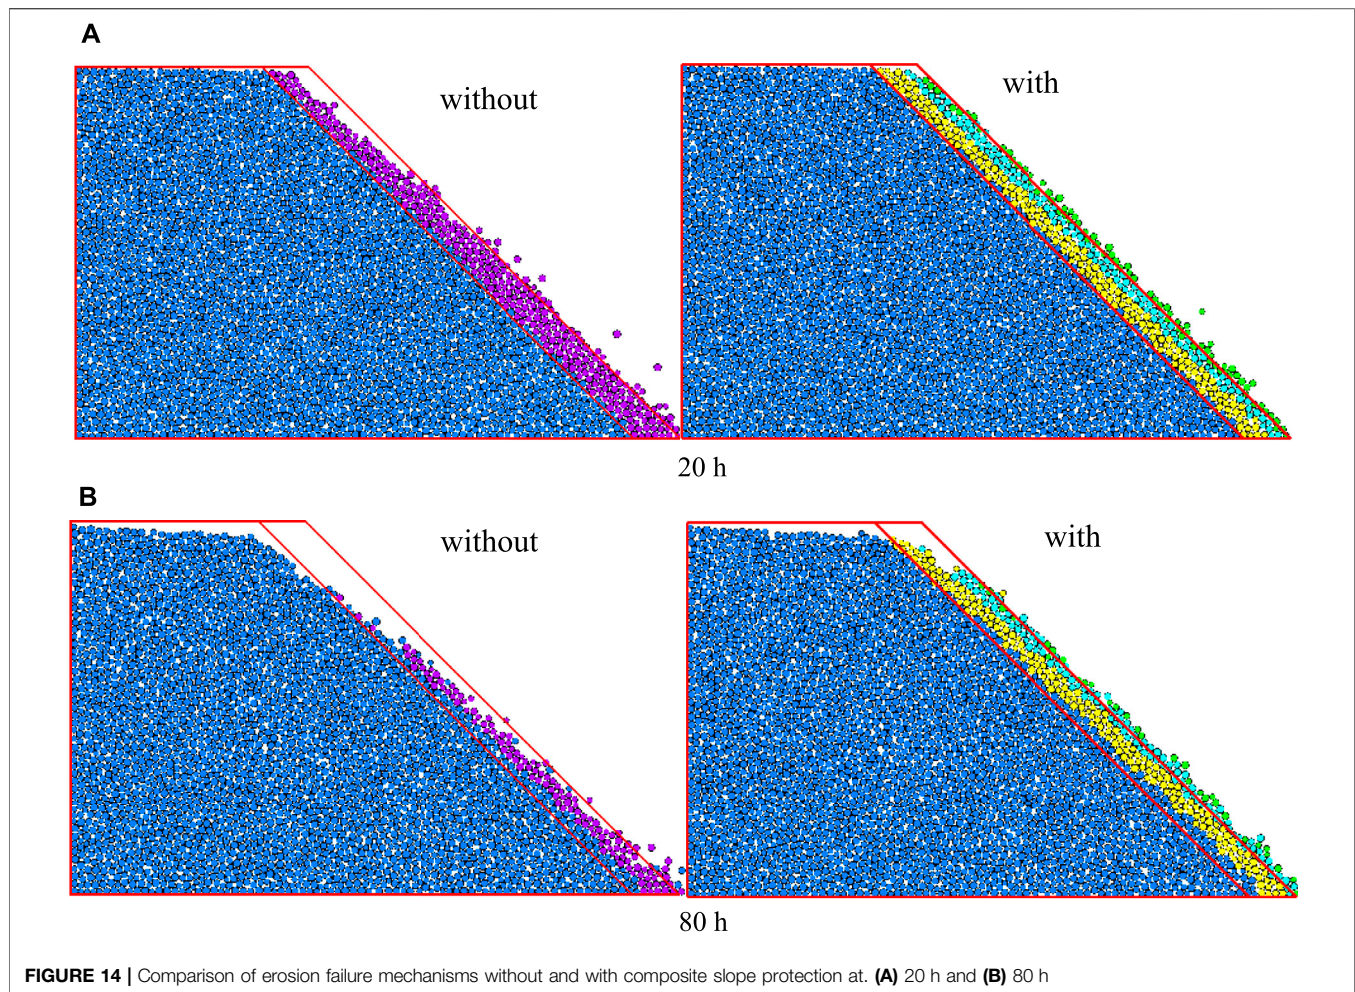 A
without
with
20 h
B
without
with
80 h
FIGURE 14 | Comparison of erosion failure mechanisms without and with composite slope protection at. (A) 20 h and (B) 80 h